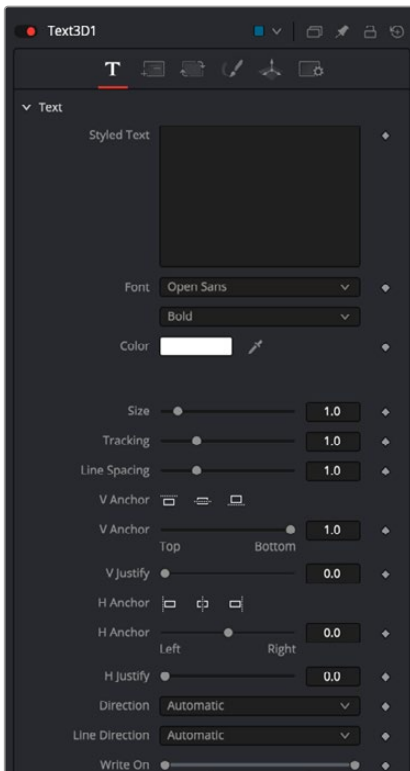 Text3D1
T
Text
Styled Text
Font Open Sans
Bold
Color
Size 1.0
Tracking 1.0
Line Spacing 1.0
V Anchor
V Anchor 1.0
Top Bottom
V Justify 0.0
H Anchor
H Anchor 0.0
Left Right
H Justify 0.0
Direction Automatic
Line Direction Automatic
Write On